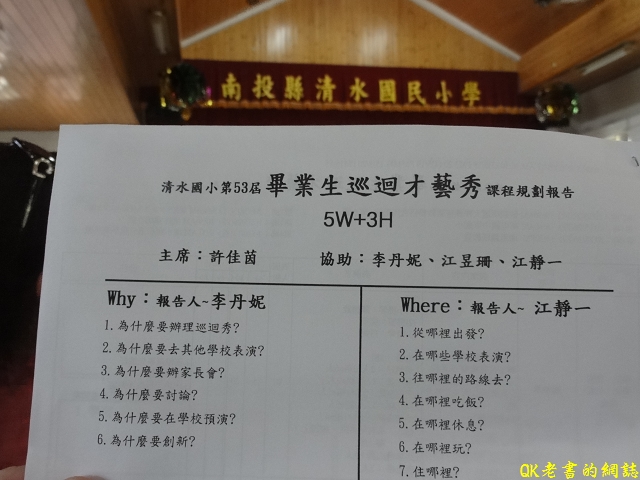 南投縣清水國民小學
清水國小第53屆 畢業生巡迴才藝秀 課程規劃報告
5W+3H
主席：許佳茵 協助：李丹妮、江昱珊、江靜一
Why：報告人~李丹妮
1.為什麼要辦理巡迴秀?
2.為什麼要去其他學校表演?
3.為什麼要辦家長會?
4.為什麼要討論?
5.為什麼要在學校預演?
6.為什麼要創新?
Where：報告人~ 江靜一
1.從哪裡出發?
2.在哪些學校表演?
3.往哪裡的路線去?
4.在哪裡吃飯?
5.在哪裡休息?
6.在哪裡玩?
7.住哪裡?
QK老書的網誌